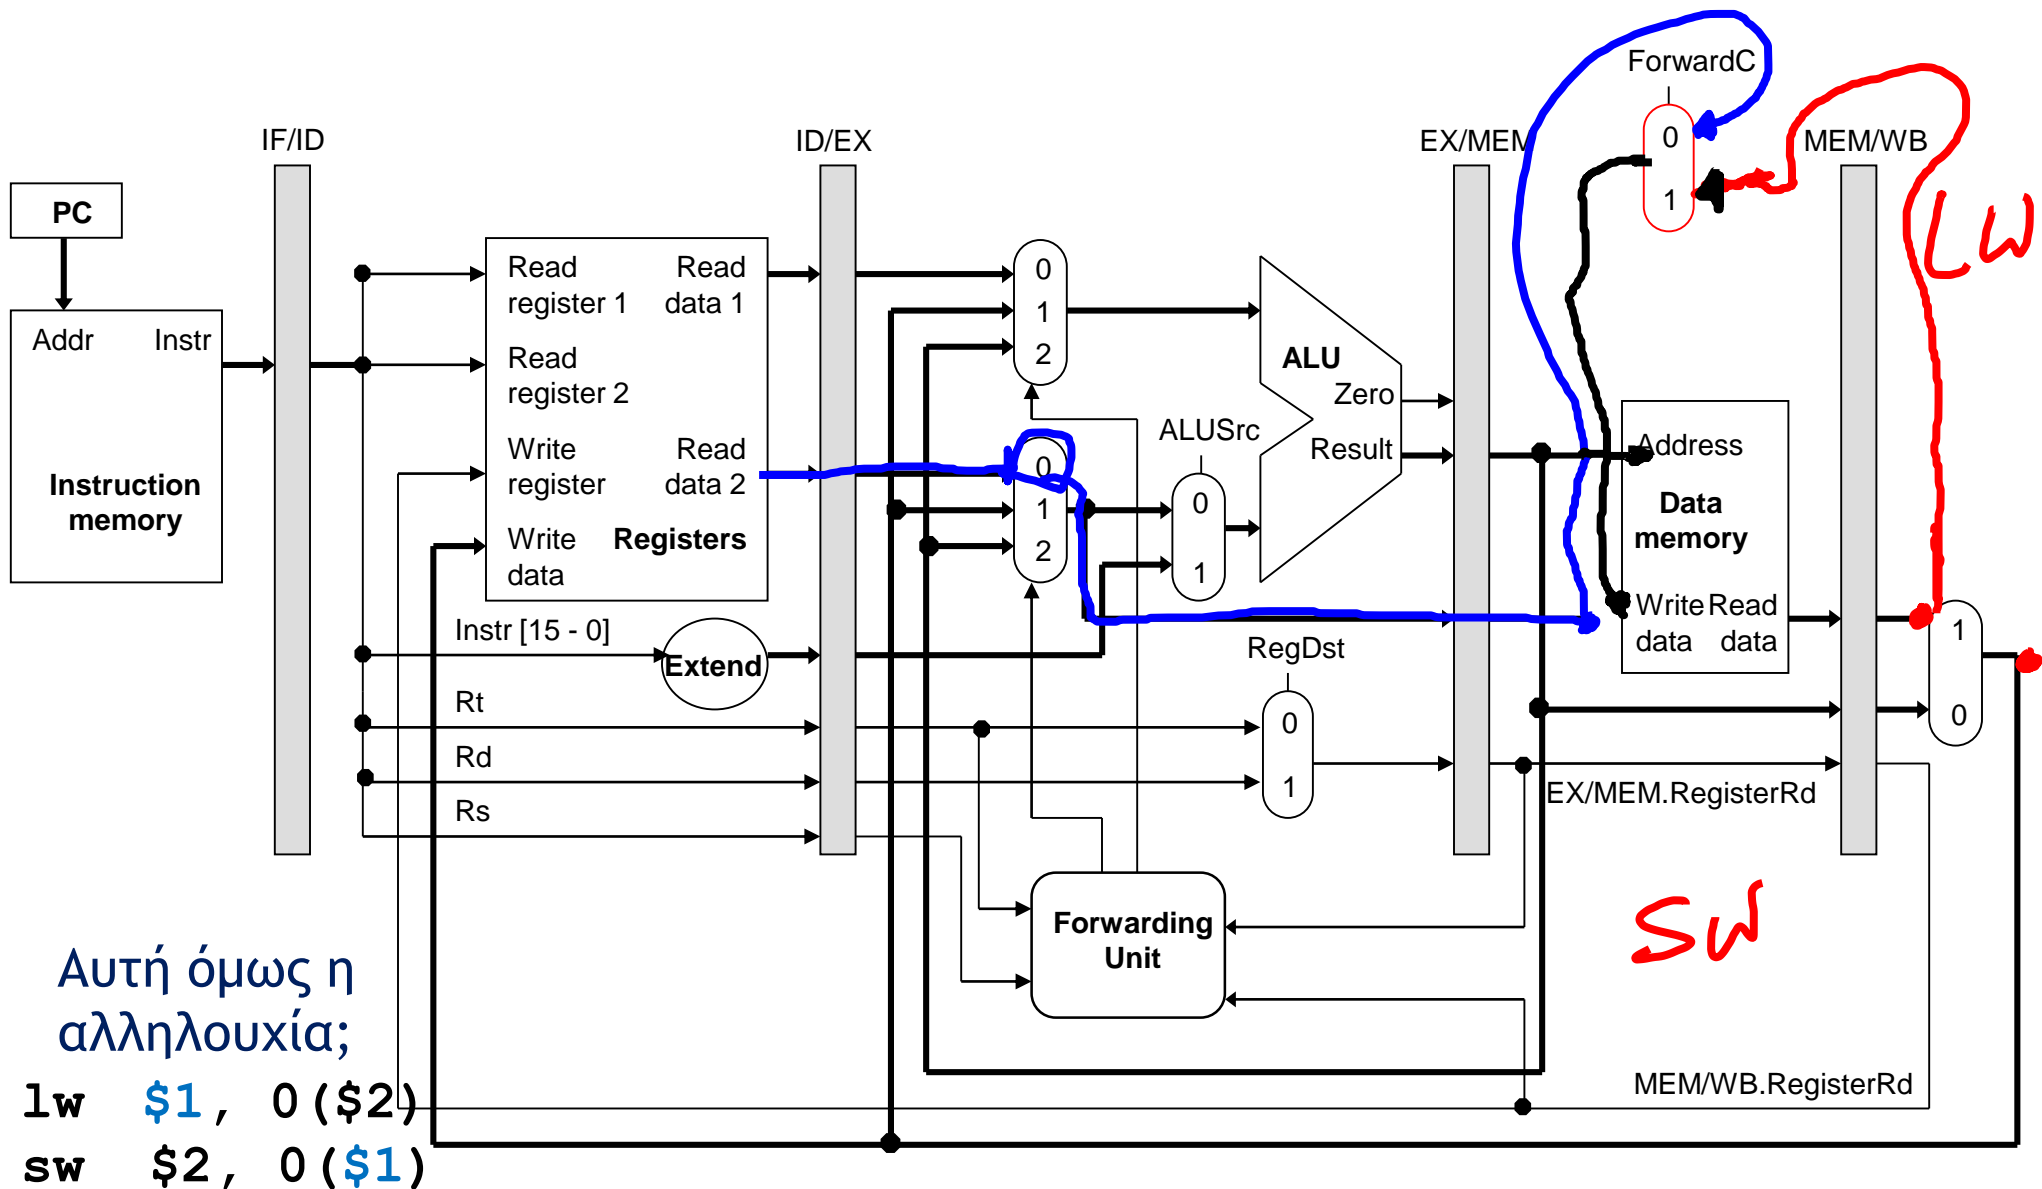 ForwardC
0
1
IF/ID
ID/EX
EX/MEM
MEM/WB
LW
PC
Addr Instr
Instruction
memory
Read
register 1
Read
data 1
Read
register 2
Write
register
Read
data 2
Write
data
Registers
0
1
2
0
1
2
ALUSrc
0
1
ALU
Zero
Result
Address
Data
memory
Write
data
Read
data
1
0
Instr [15 - 0]
Extend
RegDst
0
1
Rt
Rd
Rs
EX/MEM.RegisterRd
Forwarding
Unit
SW
MEM/WB.RegisterRd
Αυτή όμως η
αλληλουχία;
lw $1, 0($2)
sw $2, 0($1)